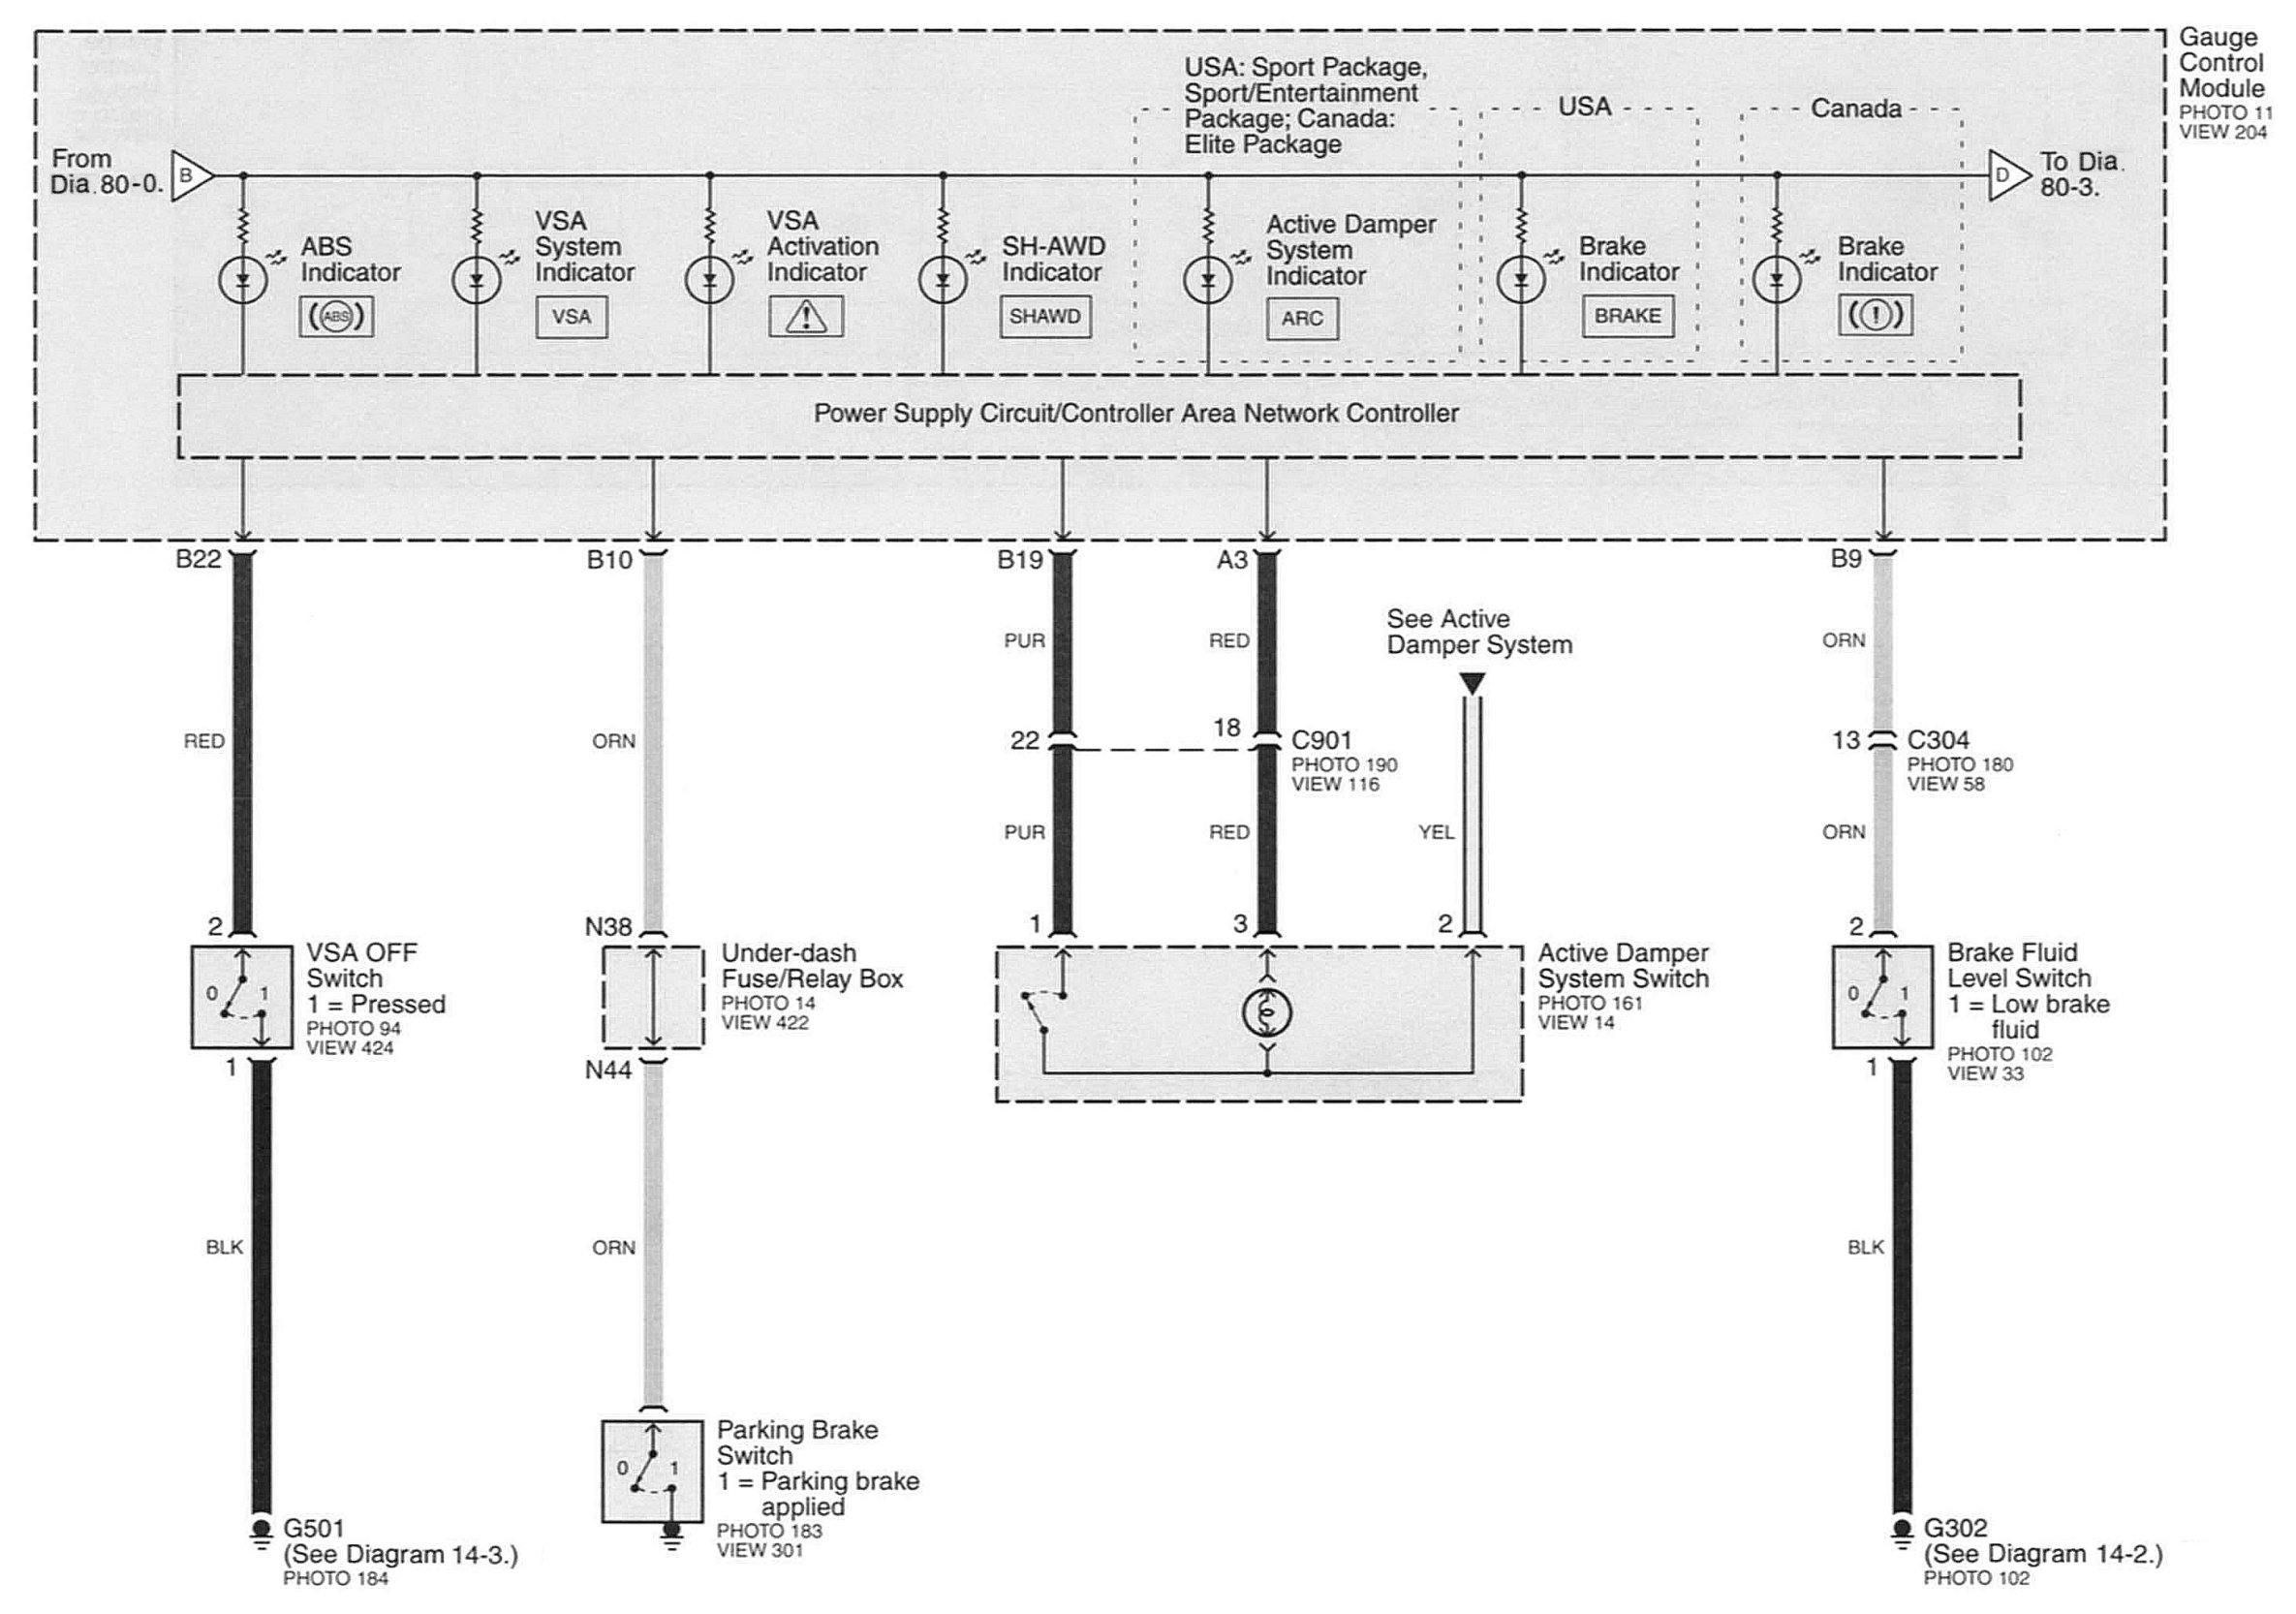 Gauge
Control
Module
PHOTO 11
VIEW 204
USA: Sport Package,
Sport/Entertainment
Package; Canada:
Elite Package
USA
Canada
From
Dia. 80-0.
B
D
To Dia.
80-3.
ABS
Indicator
(ABS)
VSA
System
Indicator
VSA
VSA
Activation
Indicator
!
SH-AWD
Indicator
SHAWD
Active Damper
System
Indicator
ARC
Brake
Indicator
BRAKE
Brake
Indicator
(!)
Power Supply Circuit/Controller Area Network Controller
B22
B10
B19
A3
B9
See Active
Damper System
PUR
RED
ORN
RED
ORN
22
18
C901
PHOTO 190
VIEW 116
13
C304
PHOTO 180
VIEW 58
PUR
RED
YEL
ORN
2
N38
1
3
2
2
VSA OFF
Switch
1 = Pressed
PHOTO 94
VIEW 424
0 1
Under-dash
Fuse/Relay Box
PHOTO 14
VIEW 422
Active Damper
System Switch
PHOTO 161
VIEW 14
0 1
Brake Fluid
Level Switch
1 = Low brake
fluid
PHOTO 102
VIEW 33
1
N44
1
BLK
ORN
BLK
Parking Brake
Switch
1 = Parking brake
applied
PHOTO 183
VIEW 301
0 1
G501
(See Diagram 14-3.)
PHOTO 184
G302
(See Diagram 14-2.)
PHOTO 102